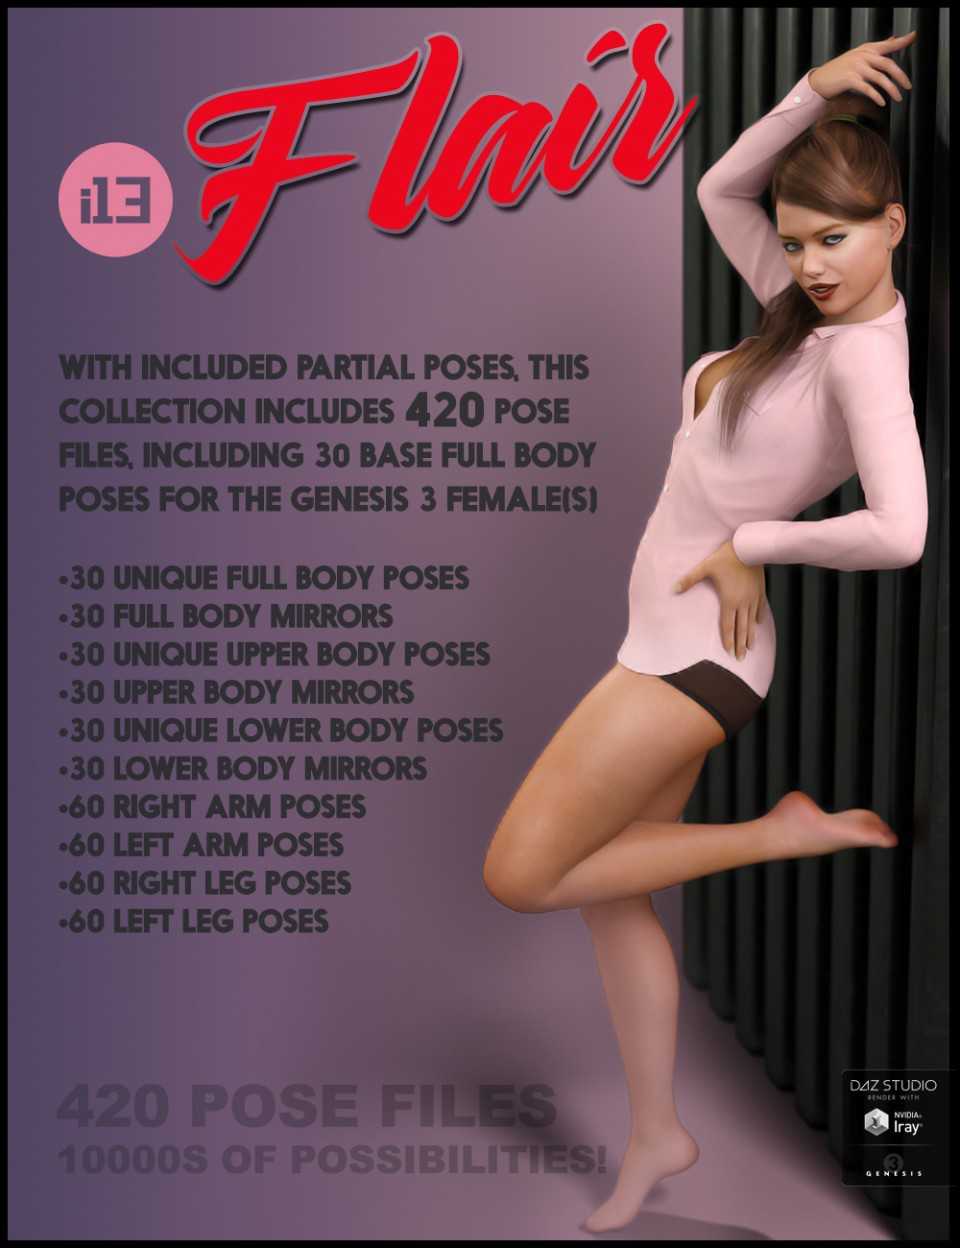 Flair
i13
WITH INCLUDED PARTIAL POSES, THIS
COLLECTION INCLUDES 420 POSE
FILES, INCLUDING 30 BASE FULL BODY
POSES FOR THE GENESIS 3 FEMALE(S)
•30 UNIQUE FULL BODY POSES
•30 FULL BODY MIRRORS
•30 UNIQUE UPPER BODY POSES
•30 UPPER BODY MIRRORS
•30 UNIQUE LOWER BODY POSES
•30 LOWER BODY MIRRORS
•60 RIGHT ARM POSES
•60 LEFT ARM POSES
•60 RIGHT LEG POSES
•60 LEFT LEG POSES
420 POSE FILES
10000S OF POSSIBILITIES!
DAZ STUDIO
RENDER WITH
NVIDIA®
Iray®
3
GENESIS